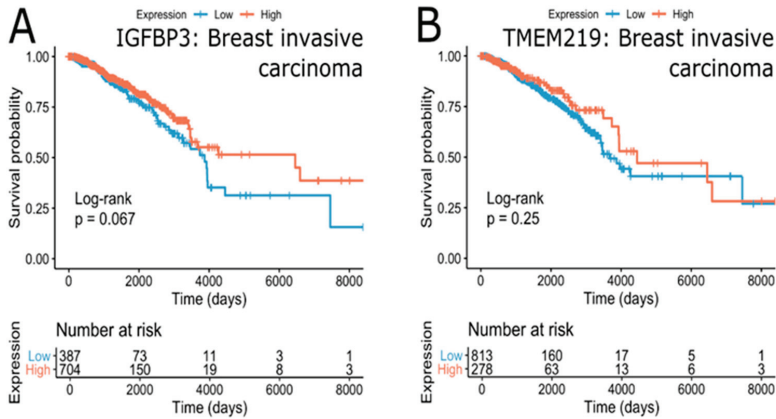 A
Expression Low High
IGFBP3: Breast invasive
carcinoma
Survival probability
1.00
0.75
0.50
0.25
0.00
Log-rank
p = 0.067
0 2000 4000 6000 8000
Time (days)
Number at risk
Expression
Low 387 73 11 3 1
High 704 150 19 8 3
0 2000 4000 6000 8000
Time (days)
B
Expression Low High
TMEM219: Breast invasive
carcinoma
Survival probability
1.00
0.75
0.50
0.25
0.00
Log-rank
p = 0.25
0 2000 4000 6000 8000
Time (days)
Number at risk
Expression
Low 813 160 17 5 1
High 278 63 13 6 3
0 2000 4000 6000 8000
Time (days)